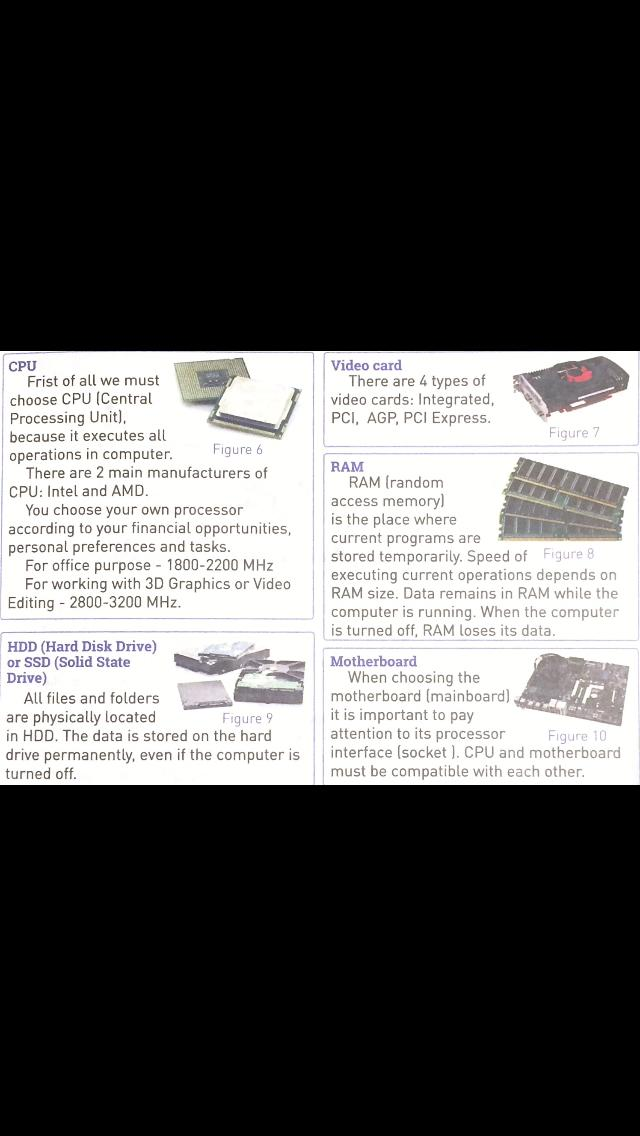 CPU
Frist of all we must
choose CPU (Central
Processing Unit),
because it executes all
operations in computer.
Figure 6
There are 2 main manufacturers of
CPU: Intel and AMD.
You choose your own processor
according to your financial opportunities,
personal preferences and tasks.
For office purpose - 1800-2200 MHz
For working with 3D Graphics or Video
Editing - 2800-3200 MHz.
HDD (Hard Disk Drive)
or SSD (Solid State
Drive)
All files and folders
are physically located
Figure 9
in HDD. The data is stored on the hard
drive permanently, even if the computer is
turned off.
Video card
There are 4 types of
video cards: Integrated,
PCI, AGP, PCI Express.
Figure 7
RAM
RAM (random
access memory)
is the place where
current programs are
stored temporarily. Speed of
Figure 8
executing current operations depends on
RAM size. Data remains in RAM while the
computer is running. When the computer
is turned off, RAM loses its data.
Motherboard
When choosing the
motherboard (mainboard)
it is important to pay
attention to its processor
Figure 10
interface (socket ). CPU and motherboard
must be compatible with each other.